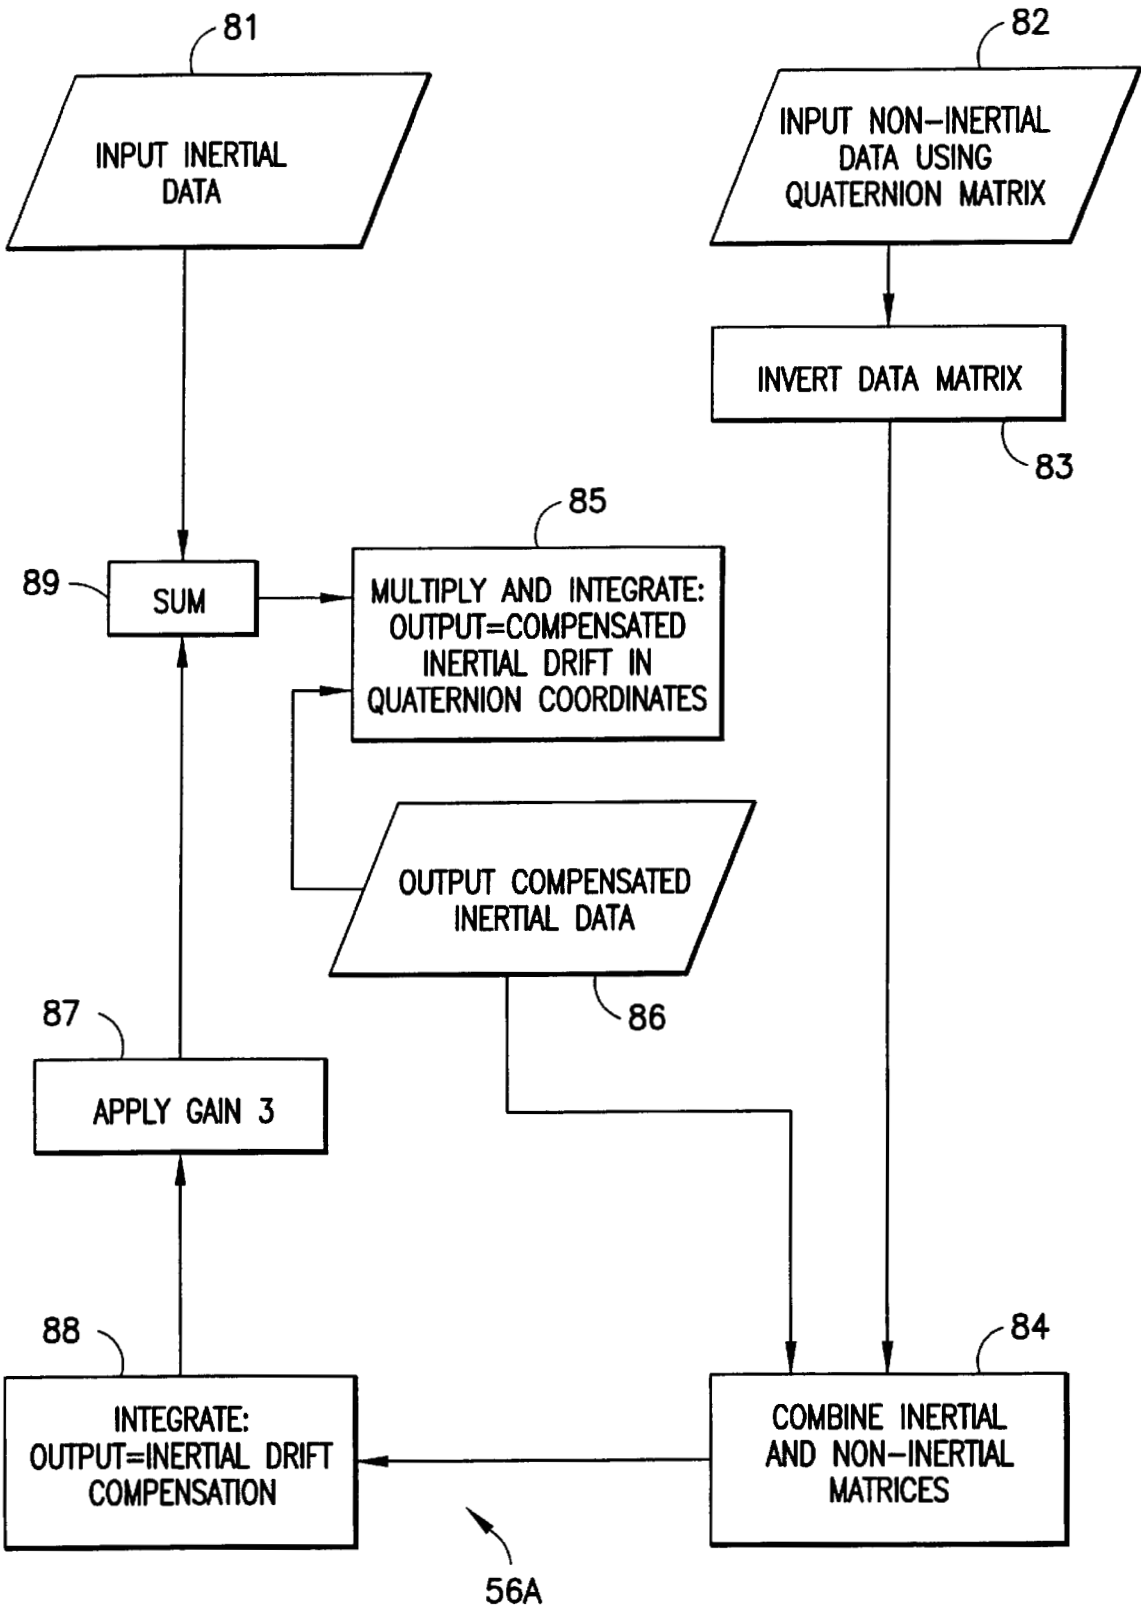 81
82
INPUT INERTIAL
DATA
INPUT NON-INERTIAL
DATA USING
QUATERNION MATRIX
INVERT DATA MATRIX
83
85
89
SUM
MULTIPLY AND INTEGRATE:
OUTPUT=COMPENSATED
INERTIAL DRIFT IN
QUATERNION COORDINATES
OUTPUT COMPENSATED
INERTIAL DATA
86
87
APPLY GAIN 3
88
84
INTEGRATE:
OUTPUT=INERTIAL DRIFT
COMPENSATION
COMBINE INERTIAL
AND NON-INERTIAL
MATRICES
56A